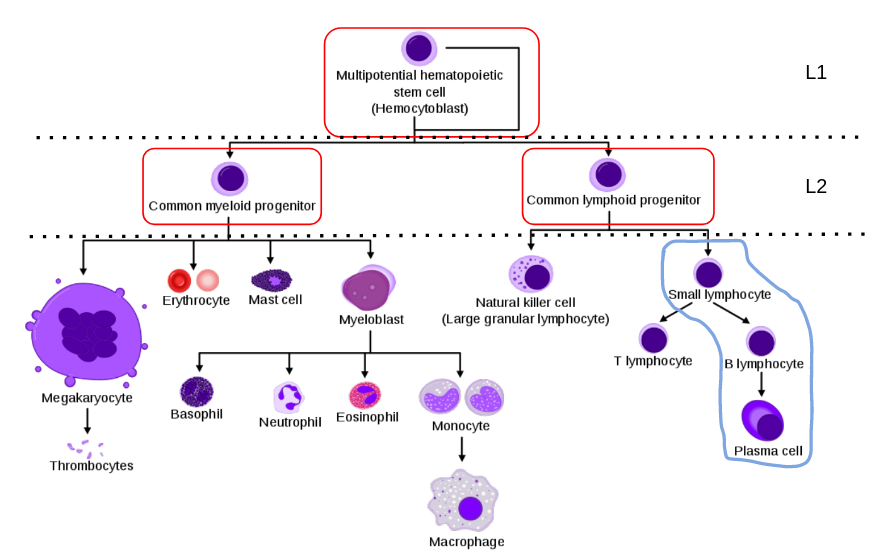 L1
Multipotential hematopoietic
stem cell
(Hemocytoblast)
L2
Common myeloid progenitor
Common lymphoid progenitor
Erythrocyte
Mast cell
Myeloblast
Natural killer cell
(Large granular lymphocyte)
Small lymphocyte
T lymphocyte
B lymphocyte
Megakaryocyte
Basophil
Neutrophil
Eosinophil
Monocyte
Plasma cell
Thrombocytes
Macrophage